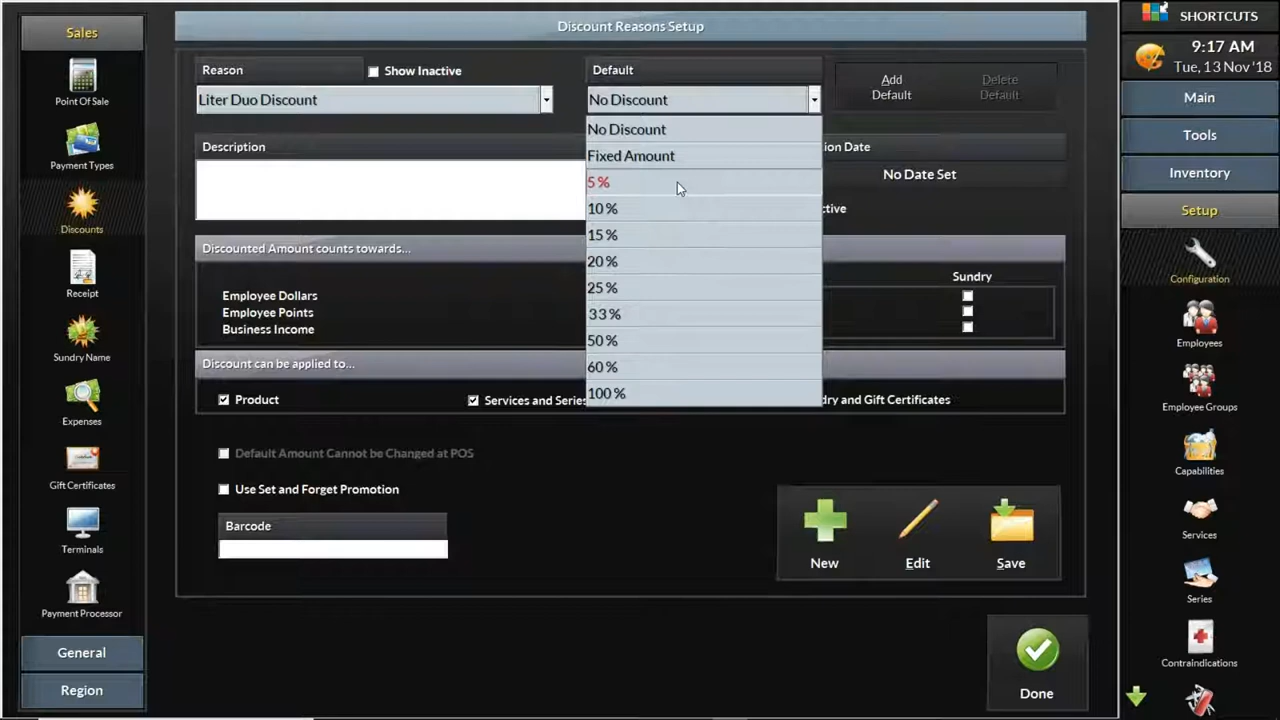 Sales
Point Of Sale
Payment Types
Discounts
Receipt
Sundry Name
Expenses
Gift Certificates
Terminals
Payment Processor
General
Region
Discount Reasons Setup
Reason
Show Inactive
Liter Duo Discount
Default
No Discount
No Discount
Fixed Amount
5 %
10 %
15 %
20 %
25 %
33 %
50 %
60 %
100 %
Add
Default
Delete
Default
Description
ion Date
No Date Set
ctive
Discounted Amount counts towards...
Sundry
Employee Dollars
Employee Points
Business Income
Discount can be applied to...
Product
Services and Series
dry and Gift Certificates
Default Amount Cannot be Changed at POS
Use Set and Forget Promotion
Barcode
New
Edit
Save
Done
SHORTCUTS
9:17 AM
Tue, 13 Nov '18
Main
Tools
Inventory
Setup
Configuration
Employees
Employee Groups
Capabilities
Services
Series
Contraindications